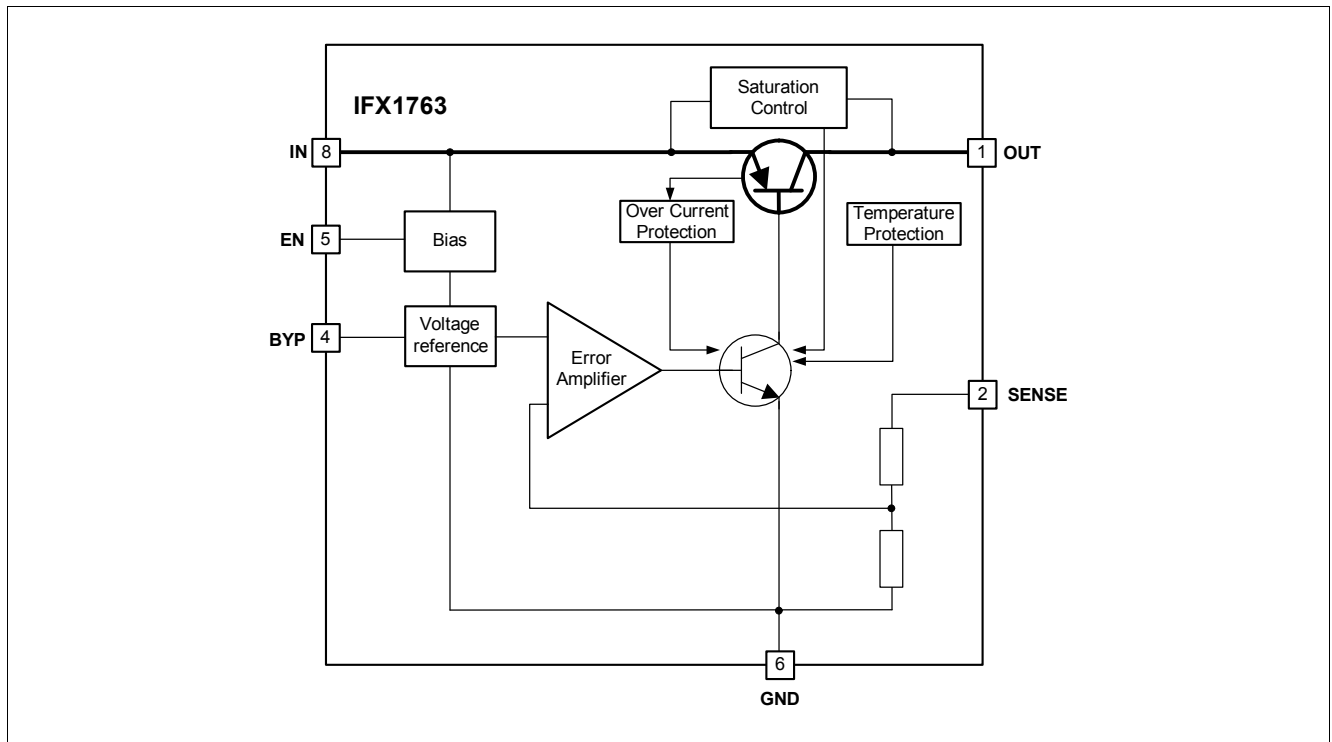 IFX1763
Saturation
Control
IN 8
1 OUT
Over Current
Protection
Temperature
Protection
EN 5
Bias
BYP 4
Voltage
reference
Error
Amplifier
2 SENSE
6
GND